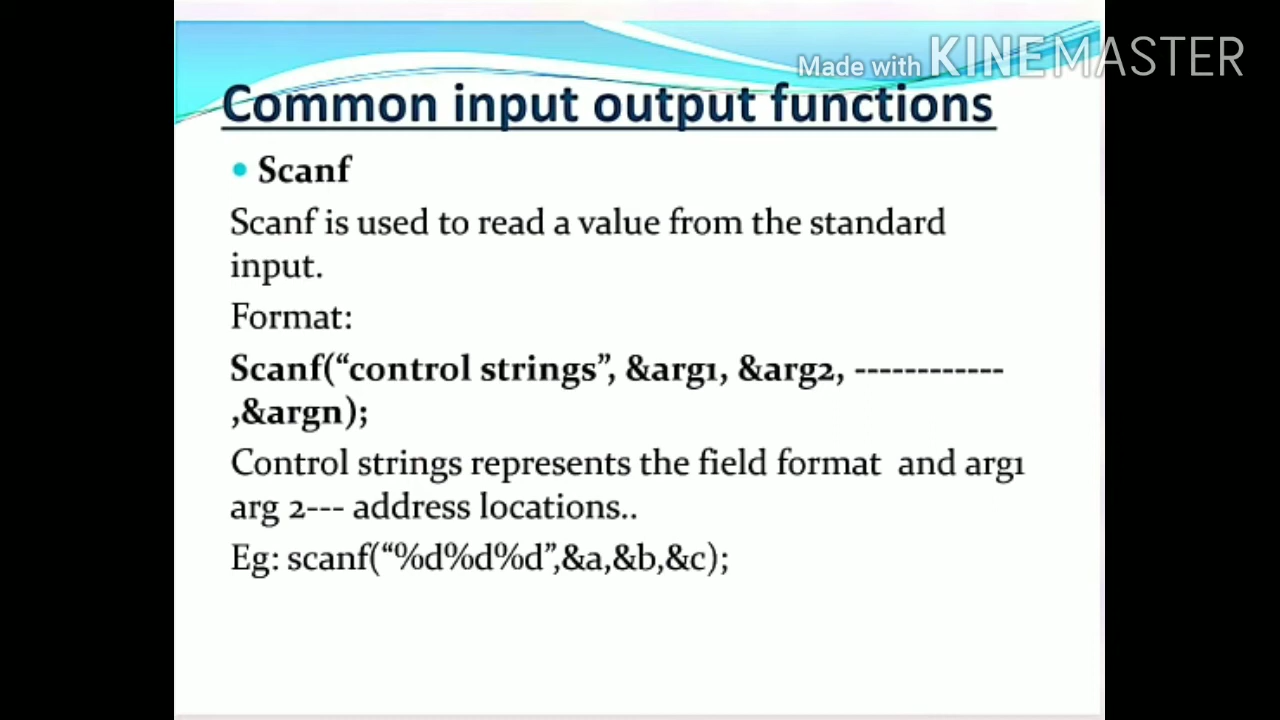 Made with KINEMASTER
Common input output functions
• Scanf
Scanf is used to read a value from the standard
input.
Format:
Scanf(“control strings”, &arg1, &arg2, ------------
,&argn);
Control strings represents the field format and arg1
arg 2--- address locations..
Eg: scanf(“%d%d%d”,&a,&b,&c);